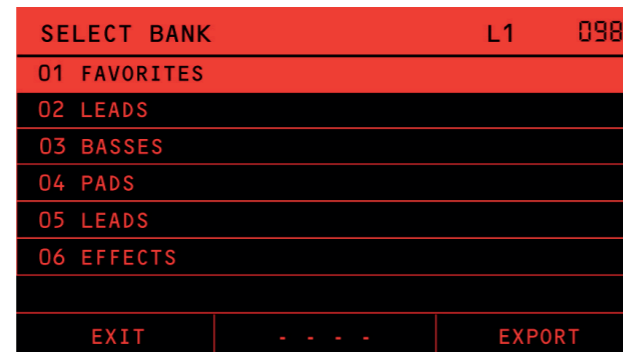 SELECT BANK L1 098
01 FAVORITES
02 LEADS
03 BASSES
04 PADS
05 LEADS
06 EFFECTS
EXIT - - - - EXPORT